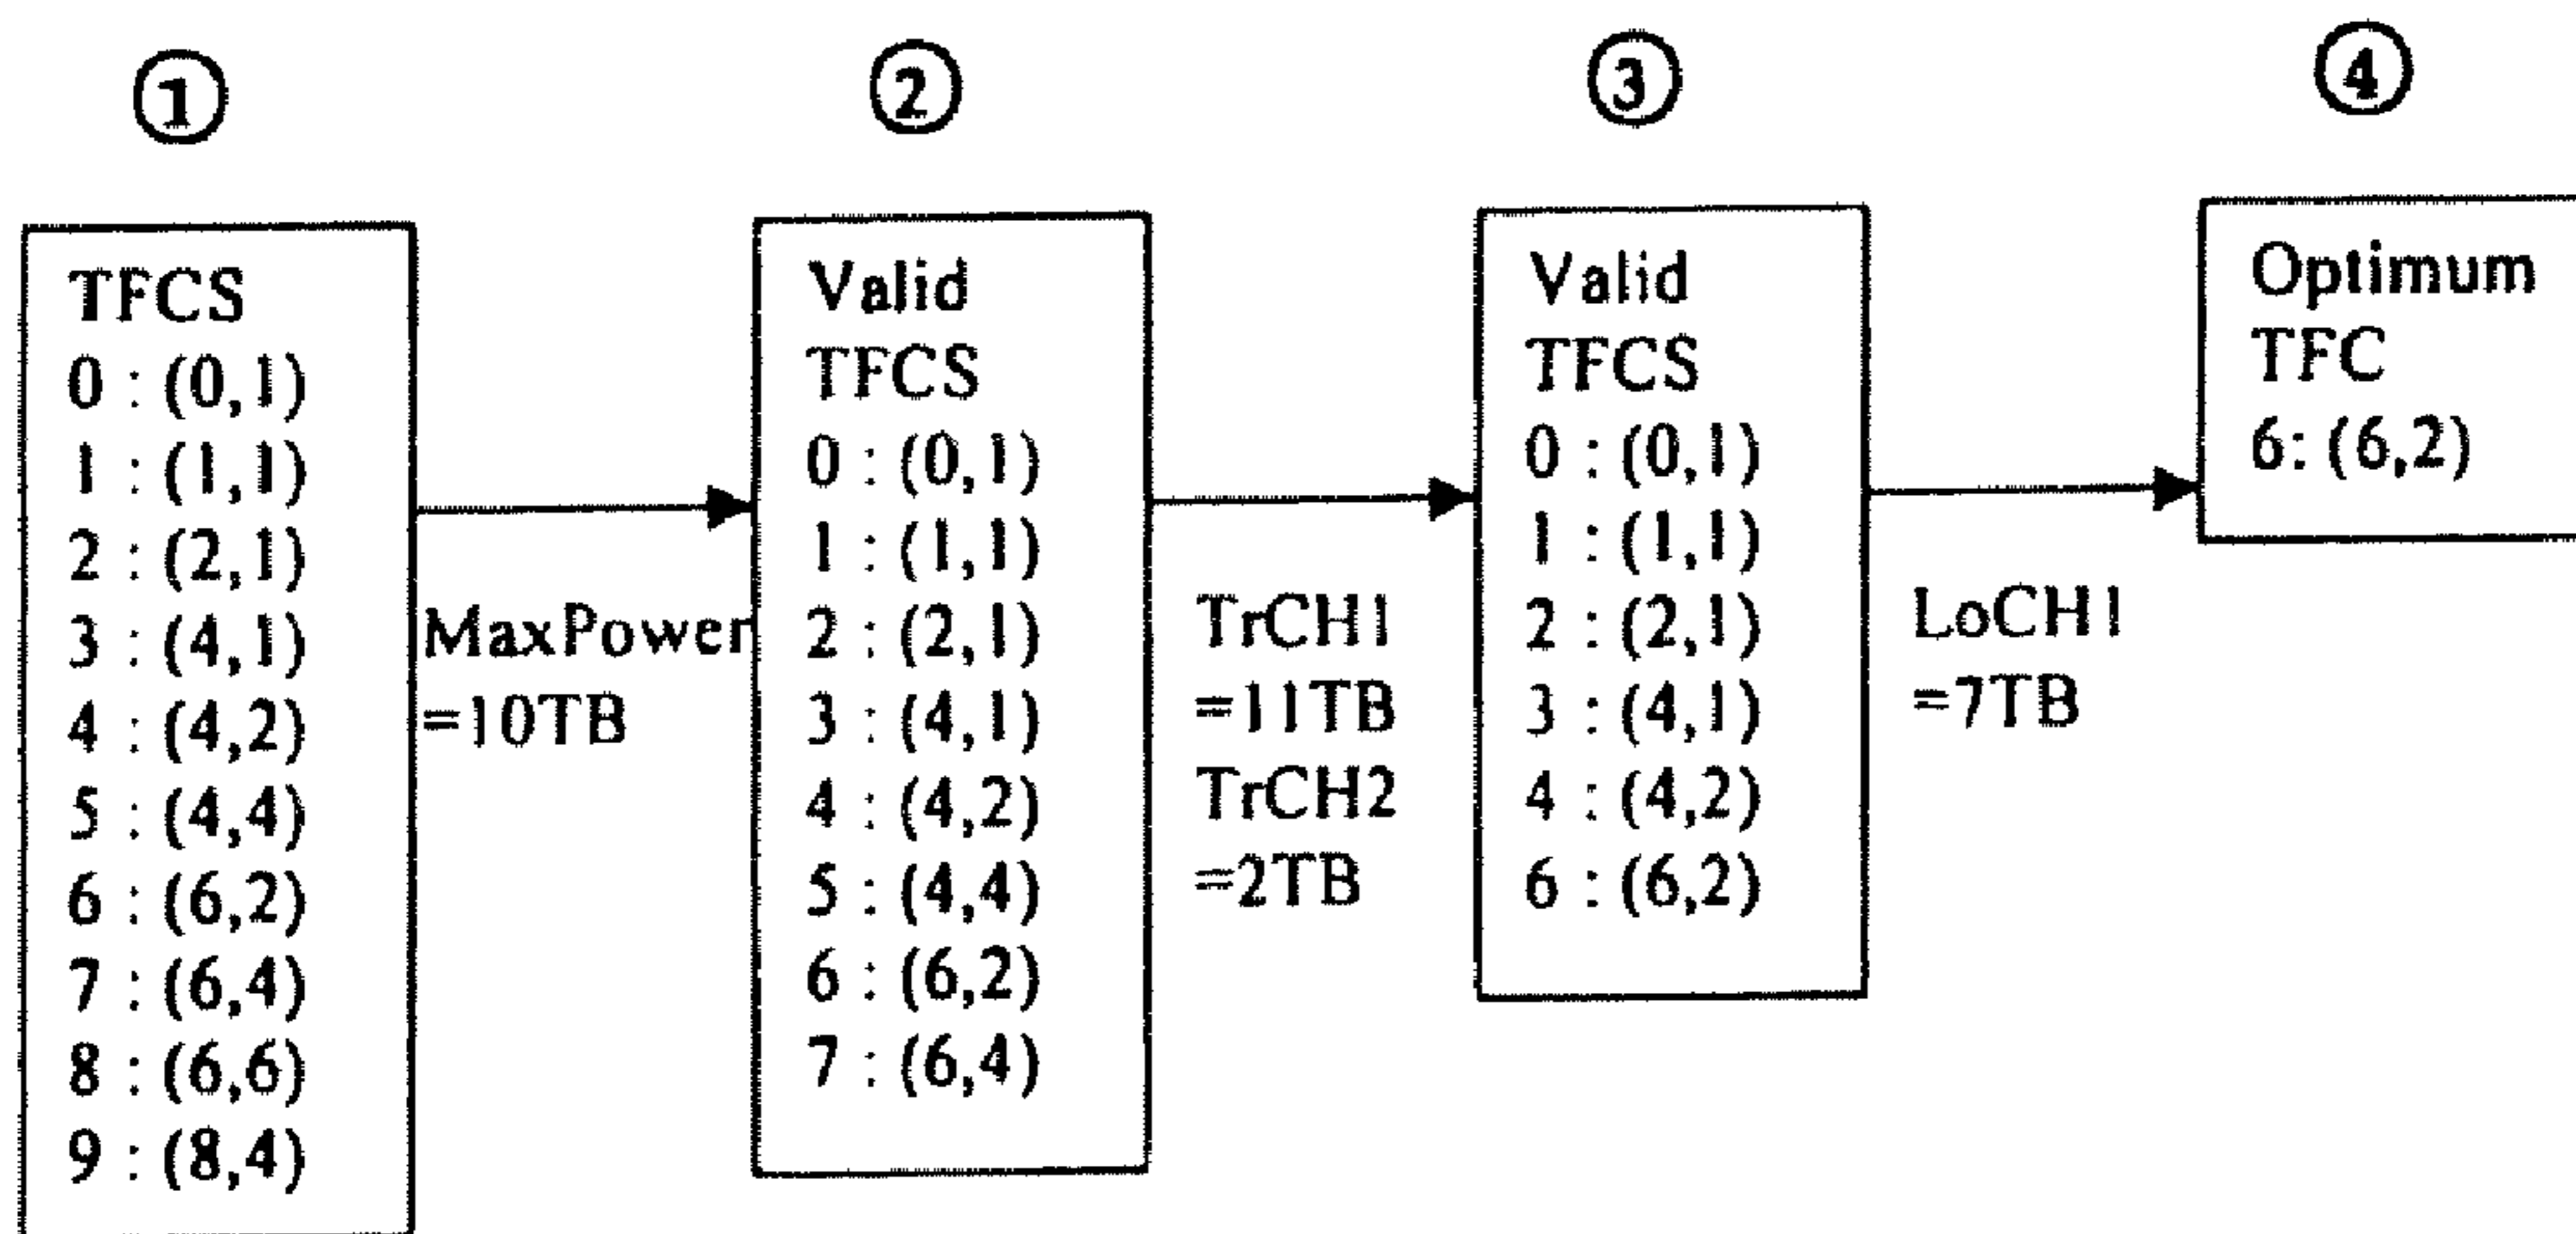 ①
②
③
④
TFCS
0 : (0,1)
1 : (1,1)
2 : (2,1)
3 : (4,1)
4 : (4,2)
5 : (4,4)
6 : (6,2)
7 : (6,4)
8 : (6,6)
9 : (8,4)
MaxPower
=10TB
Valid
TFCS
0 : (0,1)
1 : (1,1)
2 : (2,1)
3 : (4,1)
4 : (4,2)
5 : (4,4)
6 : (6,2)
7 : (6,4)
TrCH1
=11TB
TrCH2
=2TB
Valid
TFCS
0 : (0,1)
1 : (1,1)
2 : (2,1)
3 : (4,1)
4 : (4,2)
6 : (6,2)
LoCH1
=7TB
Optimum
TFC
6: (6,2)